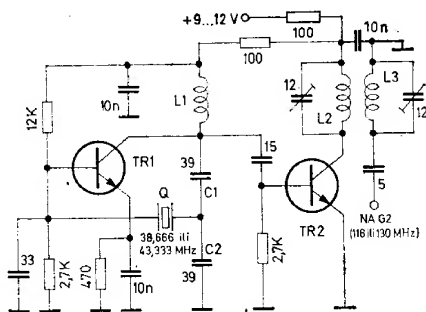 +9...12 V
100
10n
100
12
L2
L3
12
10n
L1
12K
TR1
15
39
C1
TR2
5
NA G2
(116 ili 130 MHz)
Q
38,666 ili
43,333 MHz
C2
39
33
2,7K
470
10n
2,7K